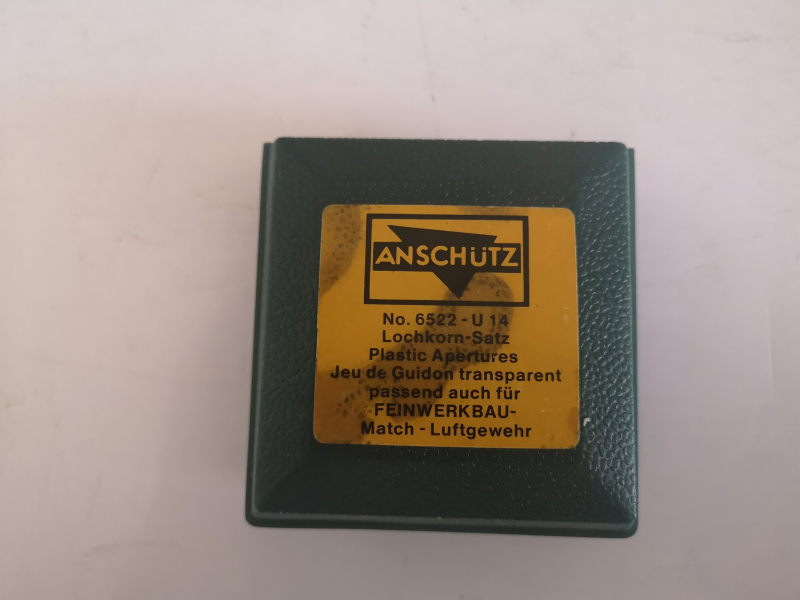 ANSCHÜTZ
No. 6522 - U 14
Lochkorn-Satz
Plastic Apertures
Jeu de Guidon transparent
passend auch für
FEINWERKBAU-
Match - Luftgewehr